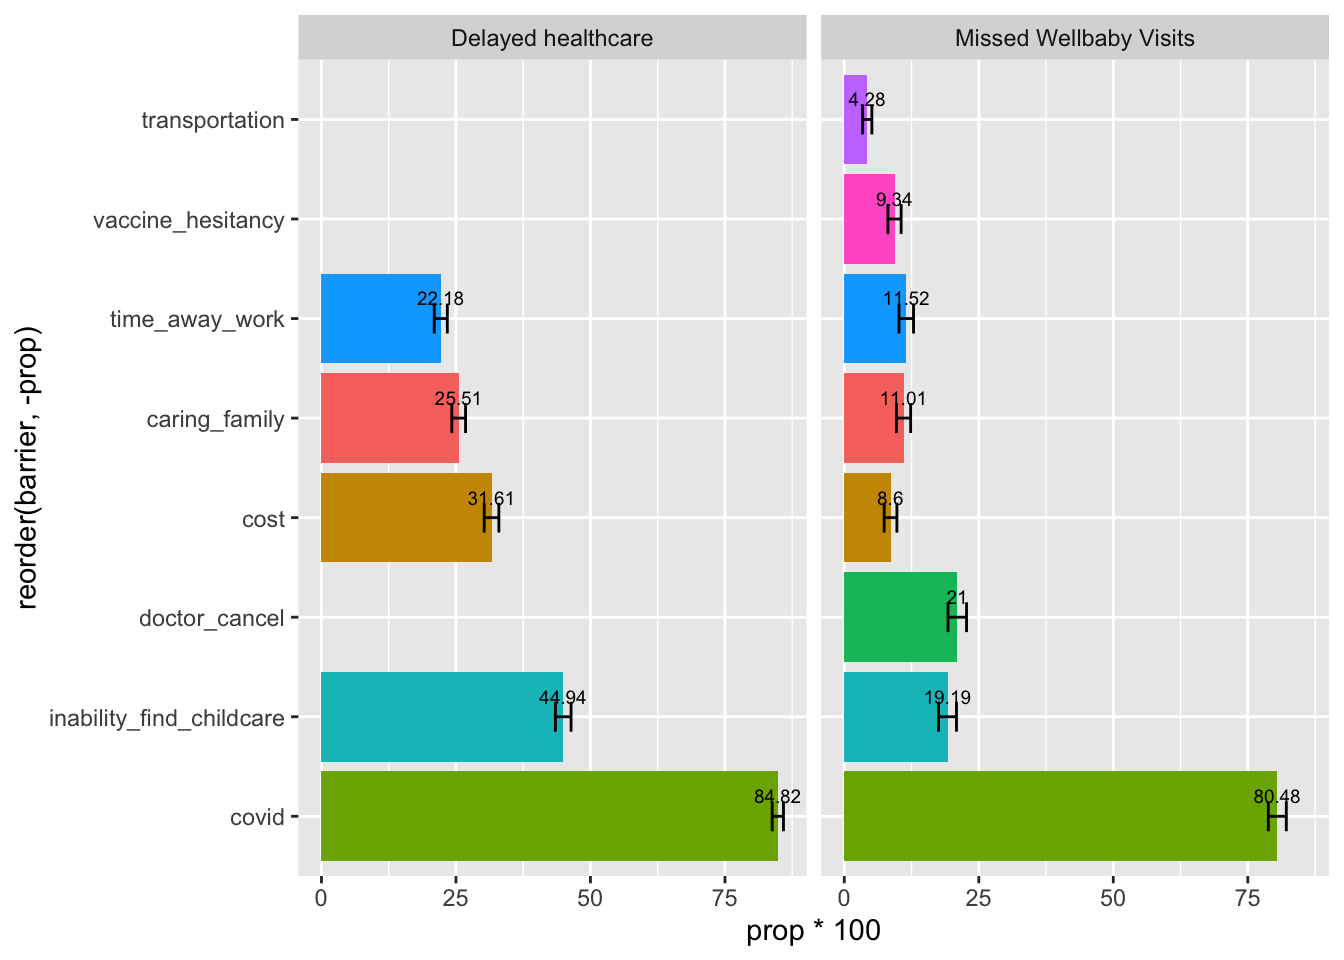 Delayed healthcare
Missed Wellbaby Visits
reorder(barrier, -prop)
transportation
4.28
vaccine_hesitancy
9.34
time_away_work
22.18
11.52
caring_family
25.51
11.01
cost
31.61
8.6
doctor_cancel
21
inability_find_childcare
44.94
19.19
covid
84.82
80.48
0 25 50 75
0 25 50 75
prop * 100